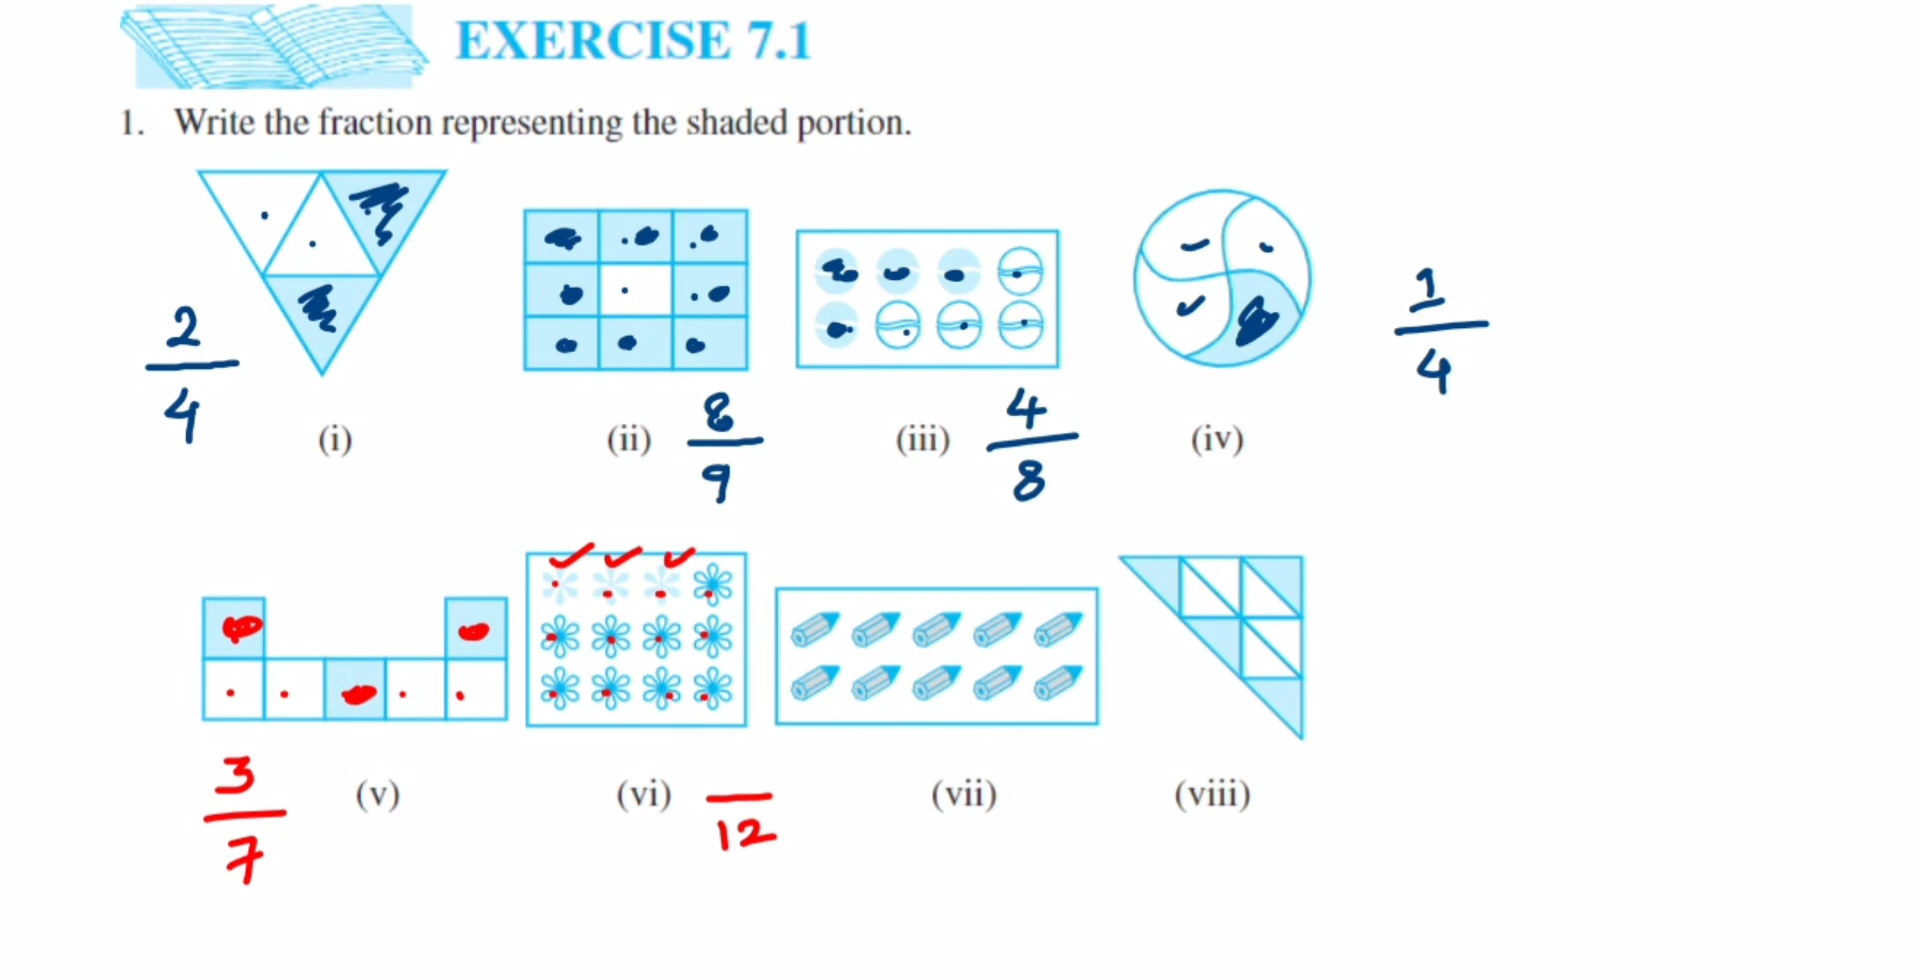 EXERCISE 7.1
1. Write the fraction representing the shaded portion.
2
4
(i)
(ii)
8
9
(iii)
4
8
(iv)
1
4
3
7
(v)
(vi)
12
(vii)
(viii)